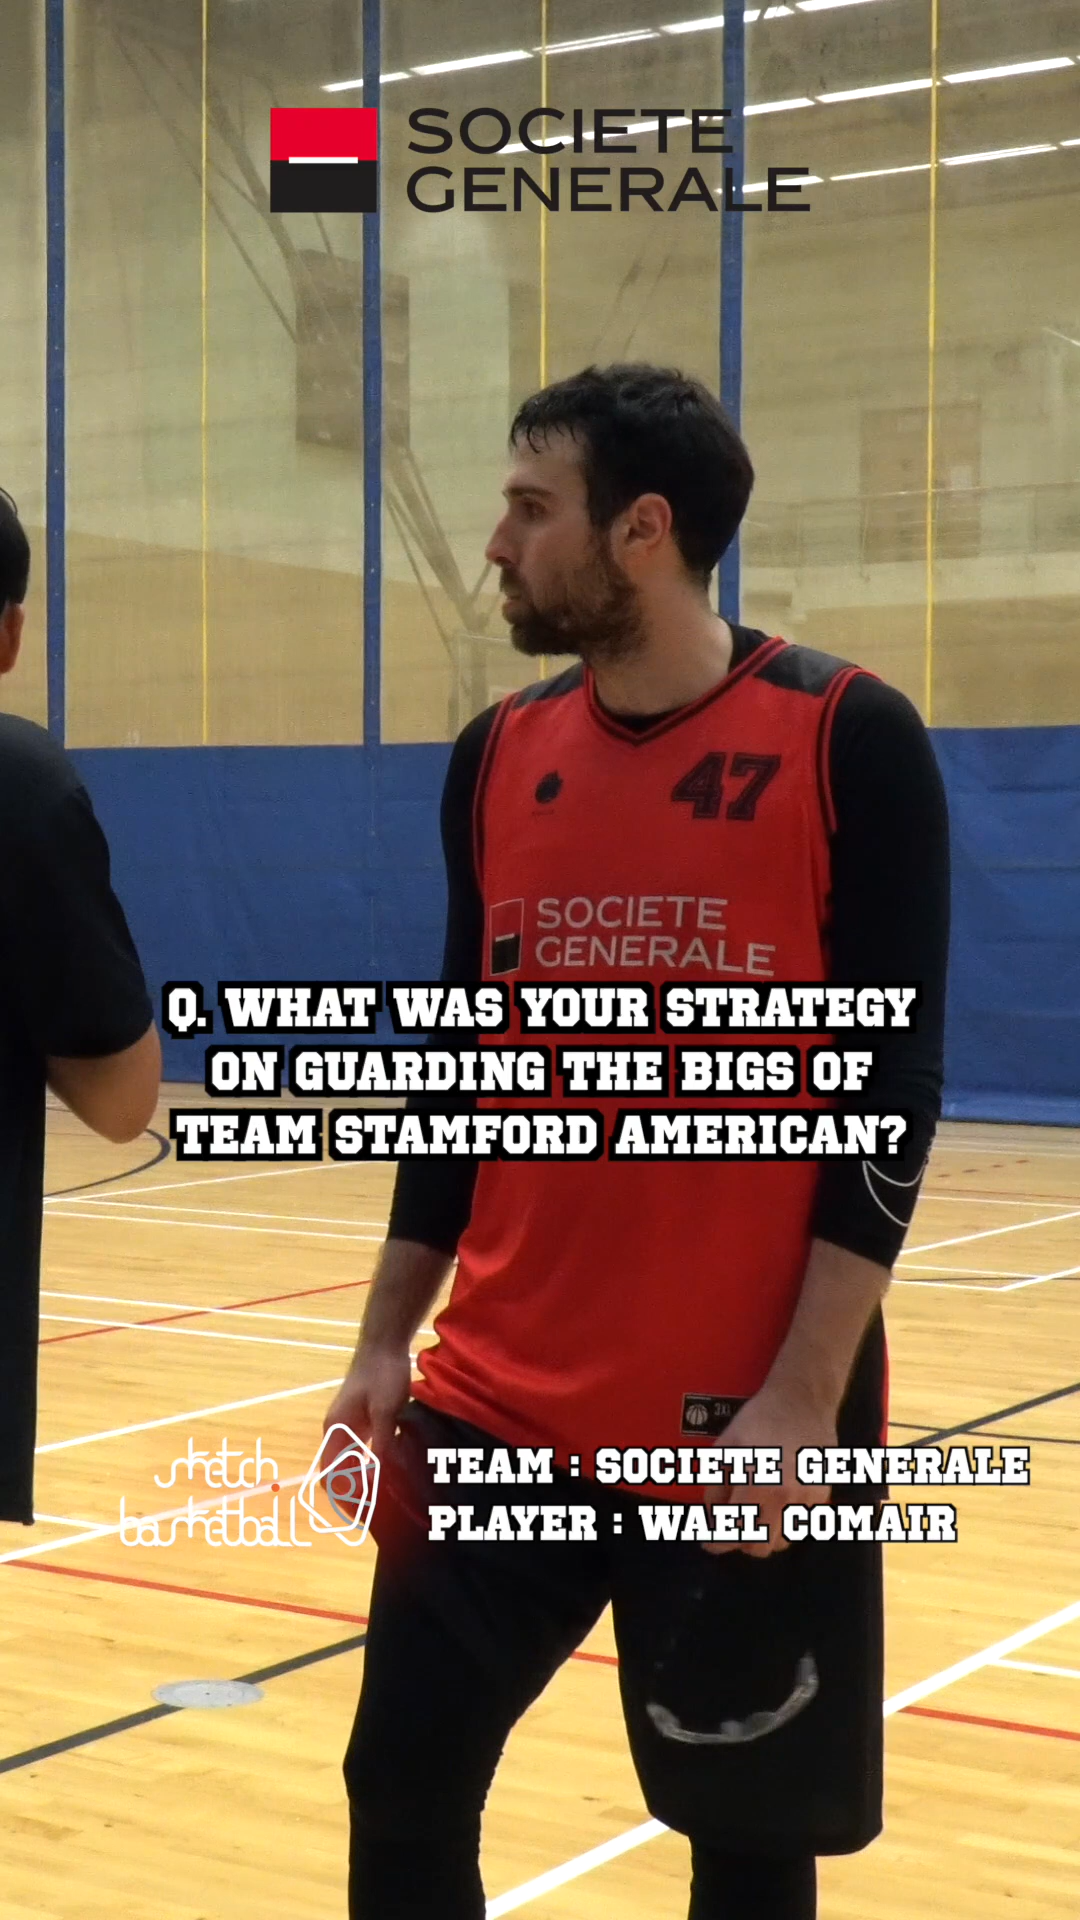 SOCIETE
GENERALE
47
SOCIETE
GENERALE
Q. WHAT WAS YOUR STRATEGY
ON GUARDING THE BIGS OF
TEAM STAMFORD AMERICAN?
sketch
basketball
TEAM : SOCIETE GENERALE
PLAYER : WAEL COMAIR